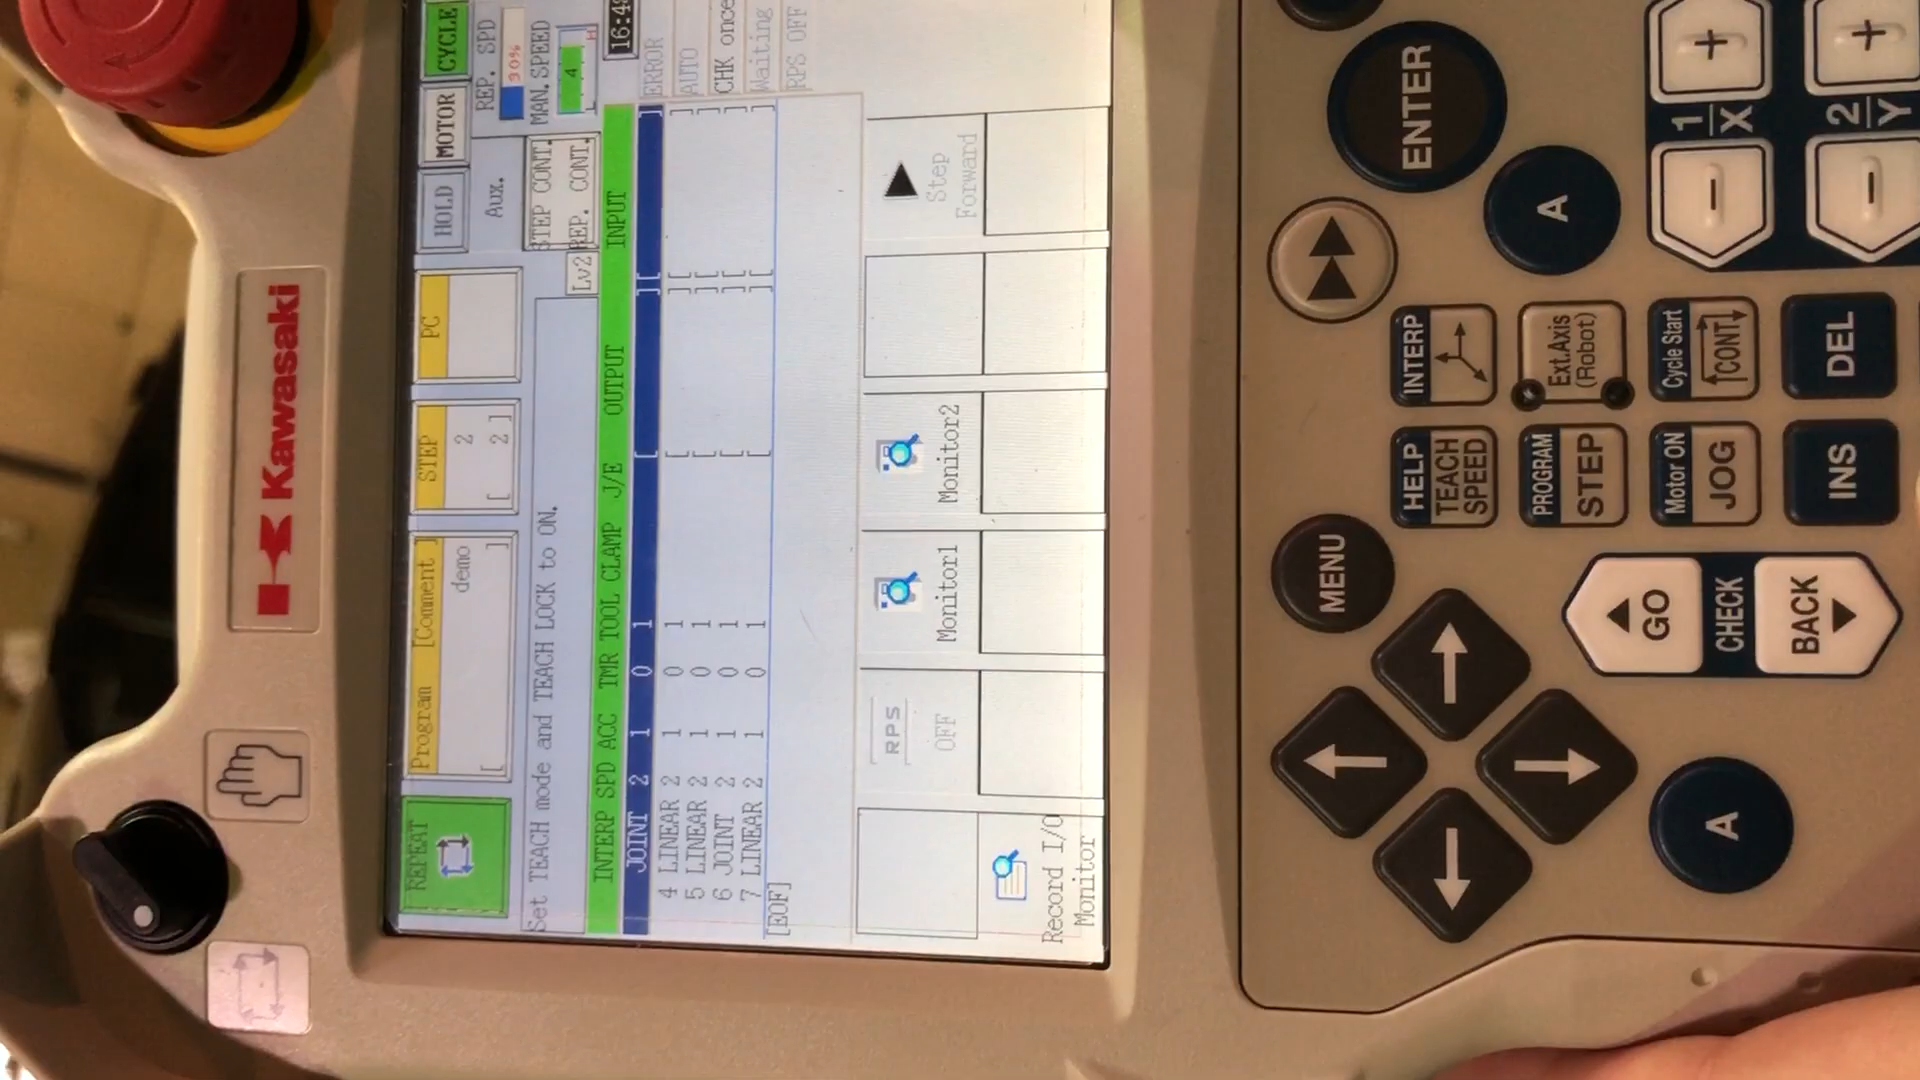 Kawasaki
REPEAT
Program [Comment ]
demo
[ ]
STEP
2
[ 2 ]
PC
HOLD
MOTOR
CYCLE
Aux.
REP. SPD
30%
MAN. SPEED
4 H
Lv2
STEP CONT.
REP. CONT.
Set TEACH mode and TEACH LOCK to ON.
INTERP SPD ACC TMR TOOL CLAMP J/E OUTPUT INPUT
JOINT 2 1 0 1 [ ][ ]
4 LINEAR 2 1 0 1 [ ][ ]
5 LINEAR 2 1 0 1 [ ][ ]
6 JOINT 2 1 0 1 [ ][ ]
7 LINEAR 2 1 0 1 [ ][ ]
[EOF]
ERROR
AUTO
CHK once
Waiting
RPS OFF
RPS
OFF
Monitor1
Monitor2
Step
Forward
Record I/O
Monitor
MENU
HELP
TEACH
SPEED
INTERP
ENTER
PROGRAM
STEP
Ext.Axis
(Robot)
A
Motor ON
JOG
Cycle Start
CONT
INS
DEL
GO
CHECK
BACK
A
1
X
- +
2
Y
- +